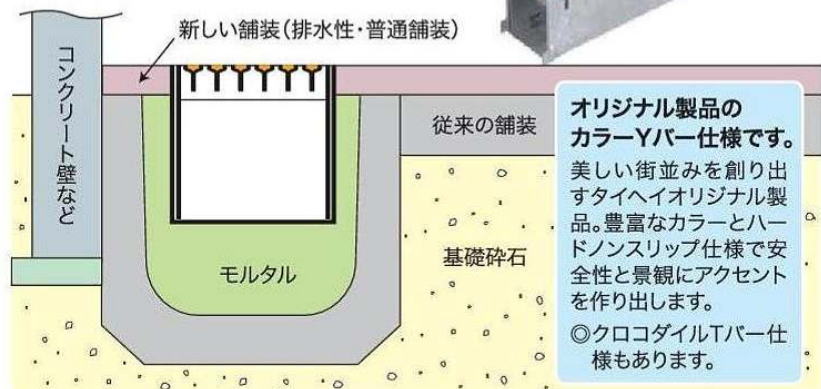 新しい舗装(排水性・普通舗装)
コンクリート壁など
従来の舗装
基礎砕石
モルタル
オリジナル製品の
カラーYバー仕様です。
美しい街並みを創り出
すタイヘイオリジナル製
品。豊富なカラーとハー
ドノンスリップ仕様で安
全性と景観にアクセント
を作り出します。
◎クロコダイルTバー仕
様もあります。